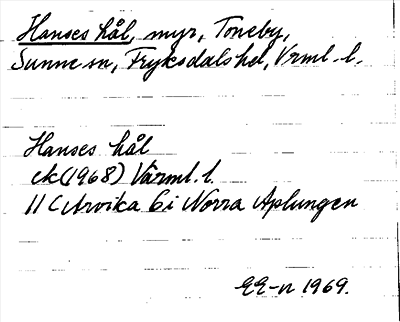 Hanses hål, myr, Toneby,
Sunne sn, Fryksdals hd, Vrml. l.
Hanses hål
ek (1968) Värml. l.
11 C Arvika 6 i Norra Aplungen
EE-n 1969.